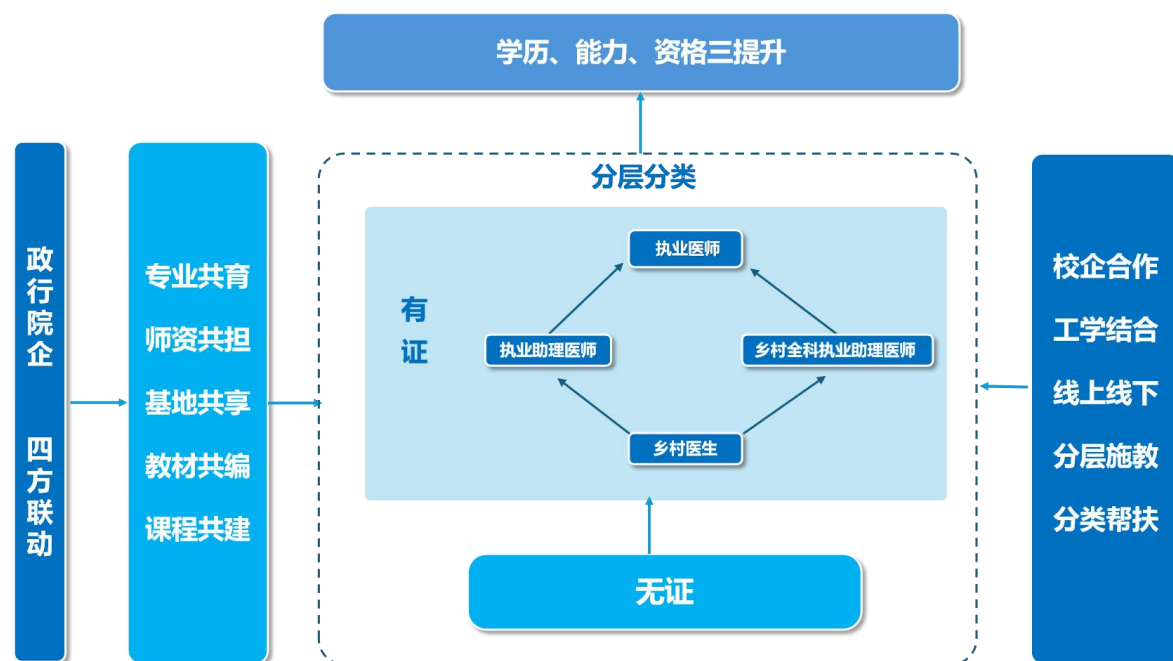 学历、能力、资格三提升
政行院企 四方联动
专业共育
师资共担
基地共享
教材共编
课程共建
分层分类
有证
执业医师
执业助理医师
乡村全科执业助理医师
乡村医生
无证
校企合作
工学结合
线上线下
分层施教
分类帮扶